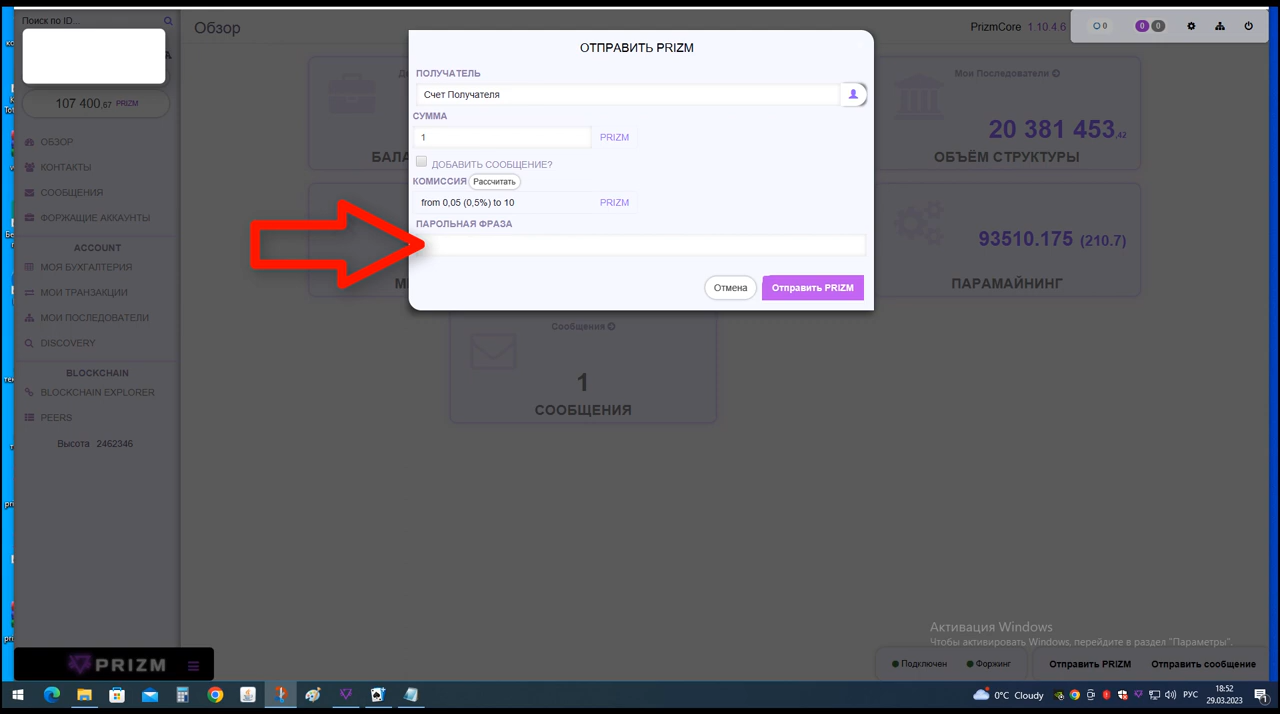 Поиск по ID...
Обзор
PrizmCore 1.10.4.6
0
0 0
107 400.67 PRIZM
ОБЗОР
КОНТАКТЫ
СООБЩЕНИЯ
ФОРЖАЩИЕ АККАУНТЫ
ACCOUNT
МОЯ БУХГАЛТЕРИЯ
МОИ ТРАНЗАКЦИИ
МОИ ПОСЛЕДОВАТЕЛИ
DISCOVERY
BLOCKCHAIN
BLOCKCHAIN EXPLORER
PEERS
Высота 2462346
PRIZM
ОТПРАВИТЬ PRIZM
ПОЛУЧАТЕЛЬ
Счет Получателя
СУММА
1 PRIZM
ДОБАВИТЬ СООБЩЕНИЕ?
КОМИССИЯ Рассчитать
from 0,05 (0,5%) to 10 PRIZM
ПАРОЛЬНАЯ ФРАЗА
Отмена Отправить PRIZM
Мои Последователи
20 381 453.42
ОБЪЁМ СТРУКТУРЫ
93510.175 (210.7)
ПАРАМАЙНИНГ
Сообщения
1
СООБЩЕНИЯ
Активация Windows
Чтобы активировать Windows, перейдите в раздел "Параметры".
Подключен Форжинг Отправить PRIZM Отправить сообщение
0°C Cloudy РУС
18:52
29.03.2023
1